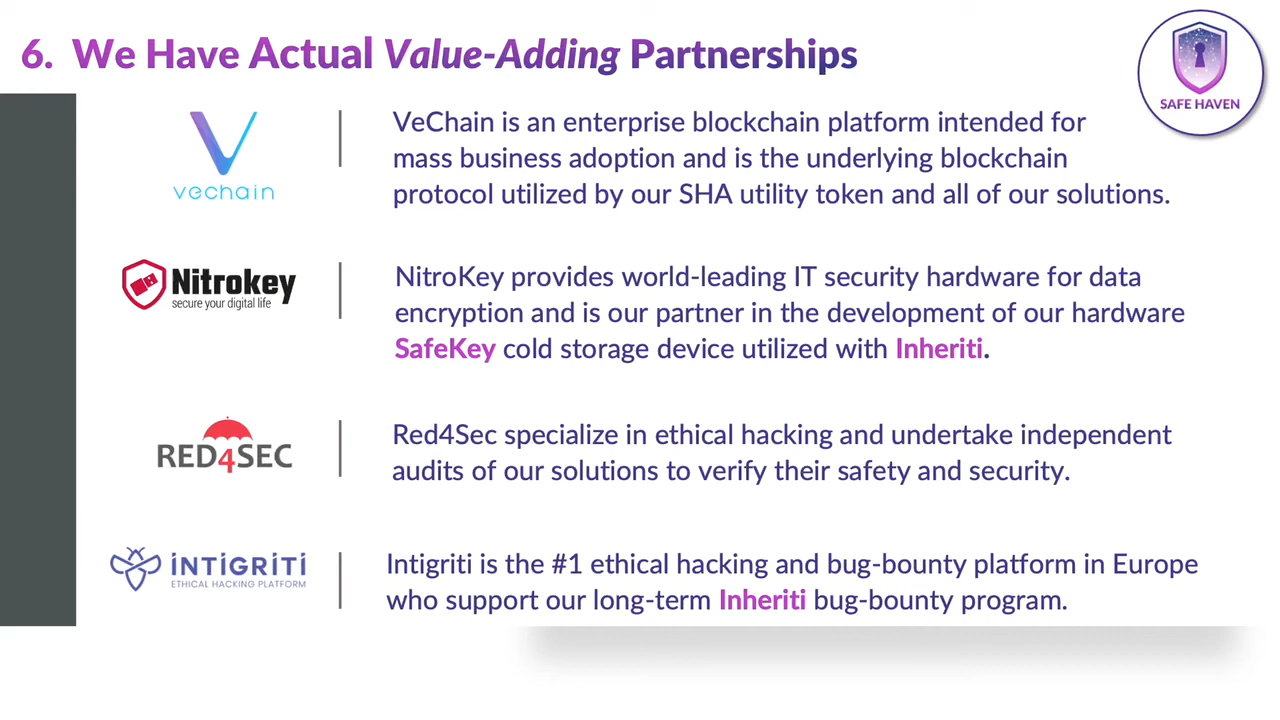 6. We Have Actual Value-Adding Partnerships
SAFE HAVEN
vechain
VeChain is an enterprise blockchain platform intended for
mass business adoption and is the underlying blockchain
protocol utilized by our SHA utility token and all of our solutions.
Nitrokey
secure your digital life
NitroKey provides world-leading IT security hardware for data
encryption and is our partner in the development of our hardware
SafeKey cold storage device utilized with Inheriti.
RED4SEC
Red4Sec specialize in ethical hacking and undertake independent
audits of our solutions to verify their safety and security.
INTIGRITI
ETHICAL HACKING PLATFORM
Intigriti is the #1 ethical hacking and bug-bounty platform in Europe
who support our long-term Inheriti bug-bounty program.